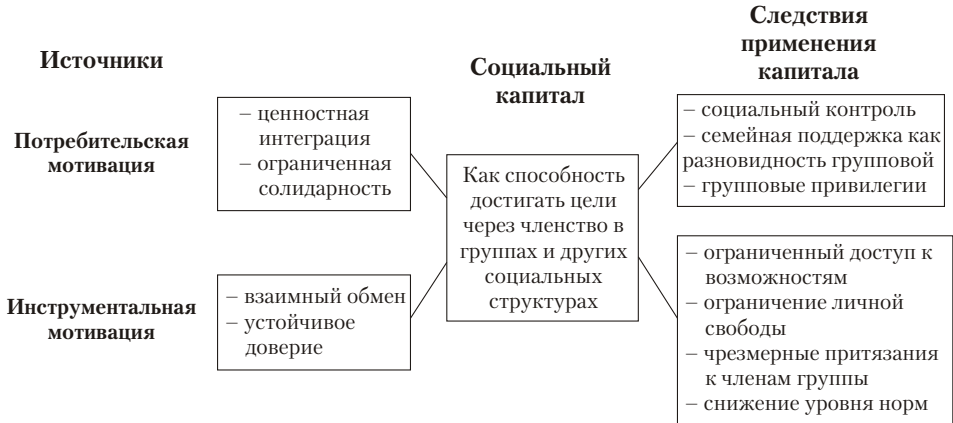 Источники
Социальный
капитал
Следствия
применения
капитала
Потребительская
мотивация
– ценностная
интеграция
– ограниченная
солидарность
Инструментальная
мотивация
– взаимный обмен
– устойчивое
доверие
Как способность
достигать цели
через членство в
группах и других
социальных
структурах
– социальный контроль
– семейная поддержка как
разновидность групповой
– групповые привилегии
– ограниченный доступ к
возможностям
– ограничение личной
свободы
– чрезмерные притязания
к членам группы
– снижение уровня норм